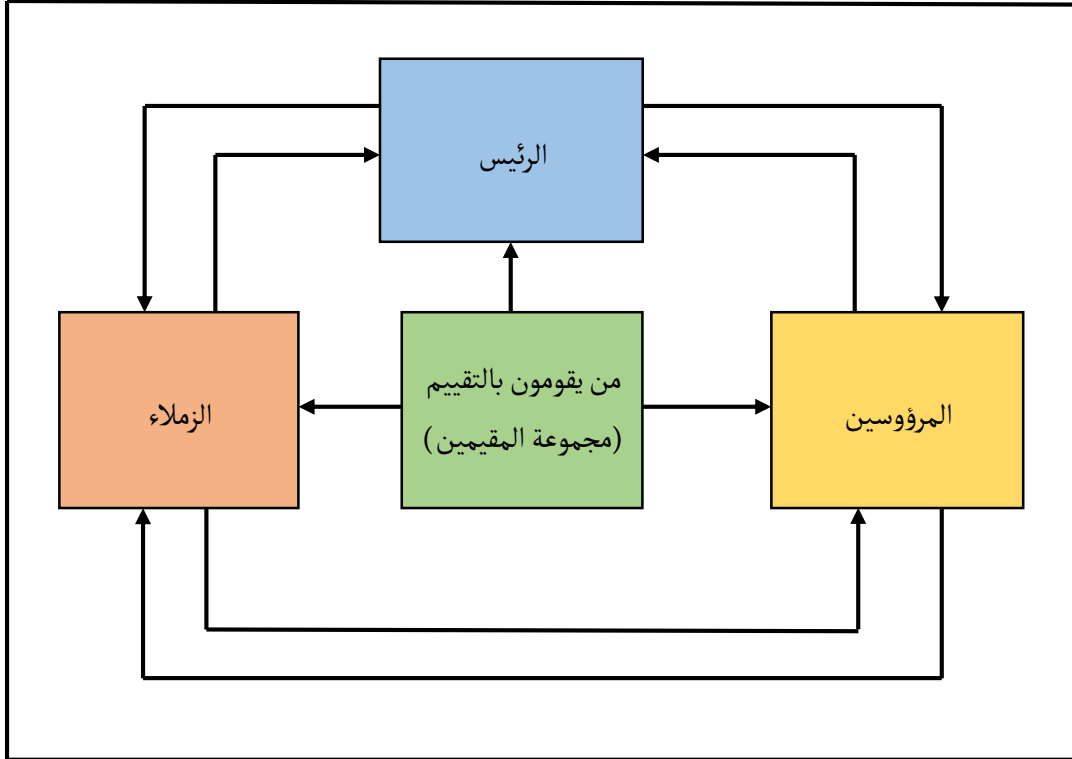 الرئيس
المرؤوسين
من يقومون بالتقييم
(مجموعة المقيمين)
الزملاء